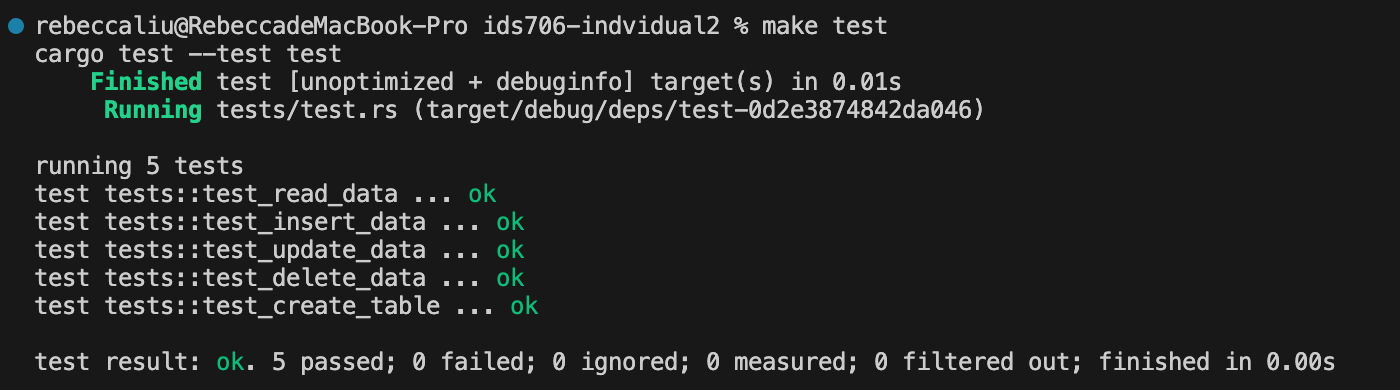 rebeccaliu@RebeccadeMacBook-Pro ids706-indvidual2 % make test
cargo test --test test
Finished test [unoptimized + debuginfo] target(s) in 0.01s
Running tests/test.rs (target/debug/deps/test-0d2e3874842da046)
running 5 tests
test tests::test_read_data ... ok
test tests::test_insert_data ... ok
test tests::test_update_data ... ok
test tests::test_delete_data ... ok
test tests::test_create_table ... ok
test result: ok. 5 passed; 0 failed; 0 ignored; 0 measured; 0 filtered out; finished in 0.00s